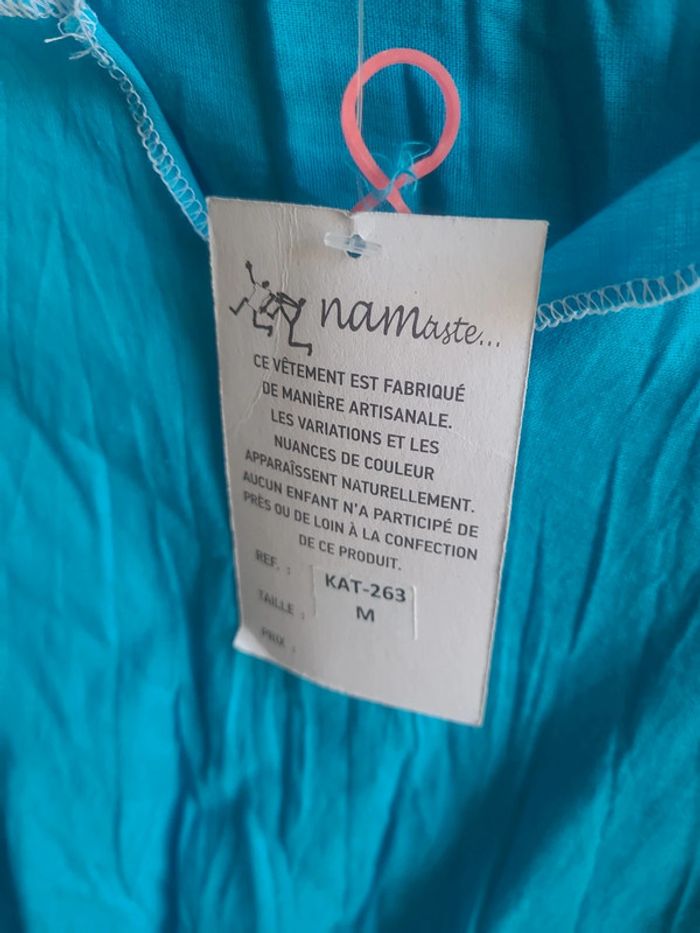 namaste...
CE VÊTEMENT EST FABRIQUÉ
DE MANIÈRE ARTISANALE.
LES VARIATIONS ET LES
NUANCES DE COULEUR
APPARAÎSSENT NATURELLEMENT.
AUCUN ENFANT N'A PARTICIPÉ DE
PRÈS OU DE LOIN À LA CONFECTION
DE CE PRODUIT.
REF. : KAT-263
TAILLE : M
PRIX :